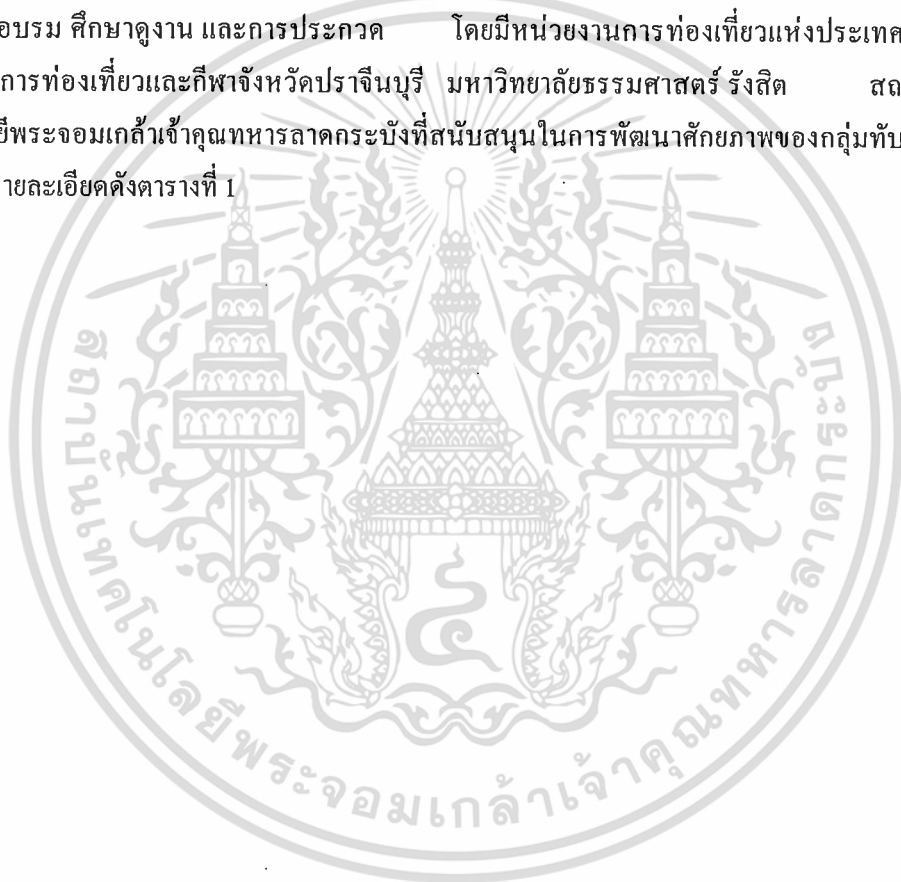 อบรม ศึกษาดูงาน และการประกวด โดยมีหน่วยงานการท่องเที่ยวแห่งประเทศ
การท่องเที่ยวและกีฬาจังหวัดปราจีนบุรี มหาวิทยาลัยธรรมศาสตร์ รังสิต สถ
ยีพระจอมเกล้าเจ้าคุณทหารลาดกระบังที่สนับสนุนในการพัฒนาศักยภาพของกลุ่มทับ
ายละเอียดดังตารางที่ 1
สถาบันเทคโนโลยีพระจอมเกล้าเจ้าคุณทหารลาดกระบัง